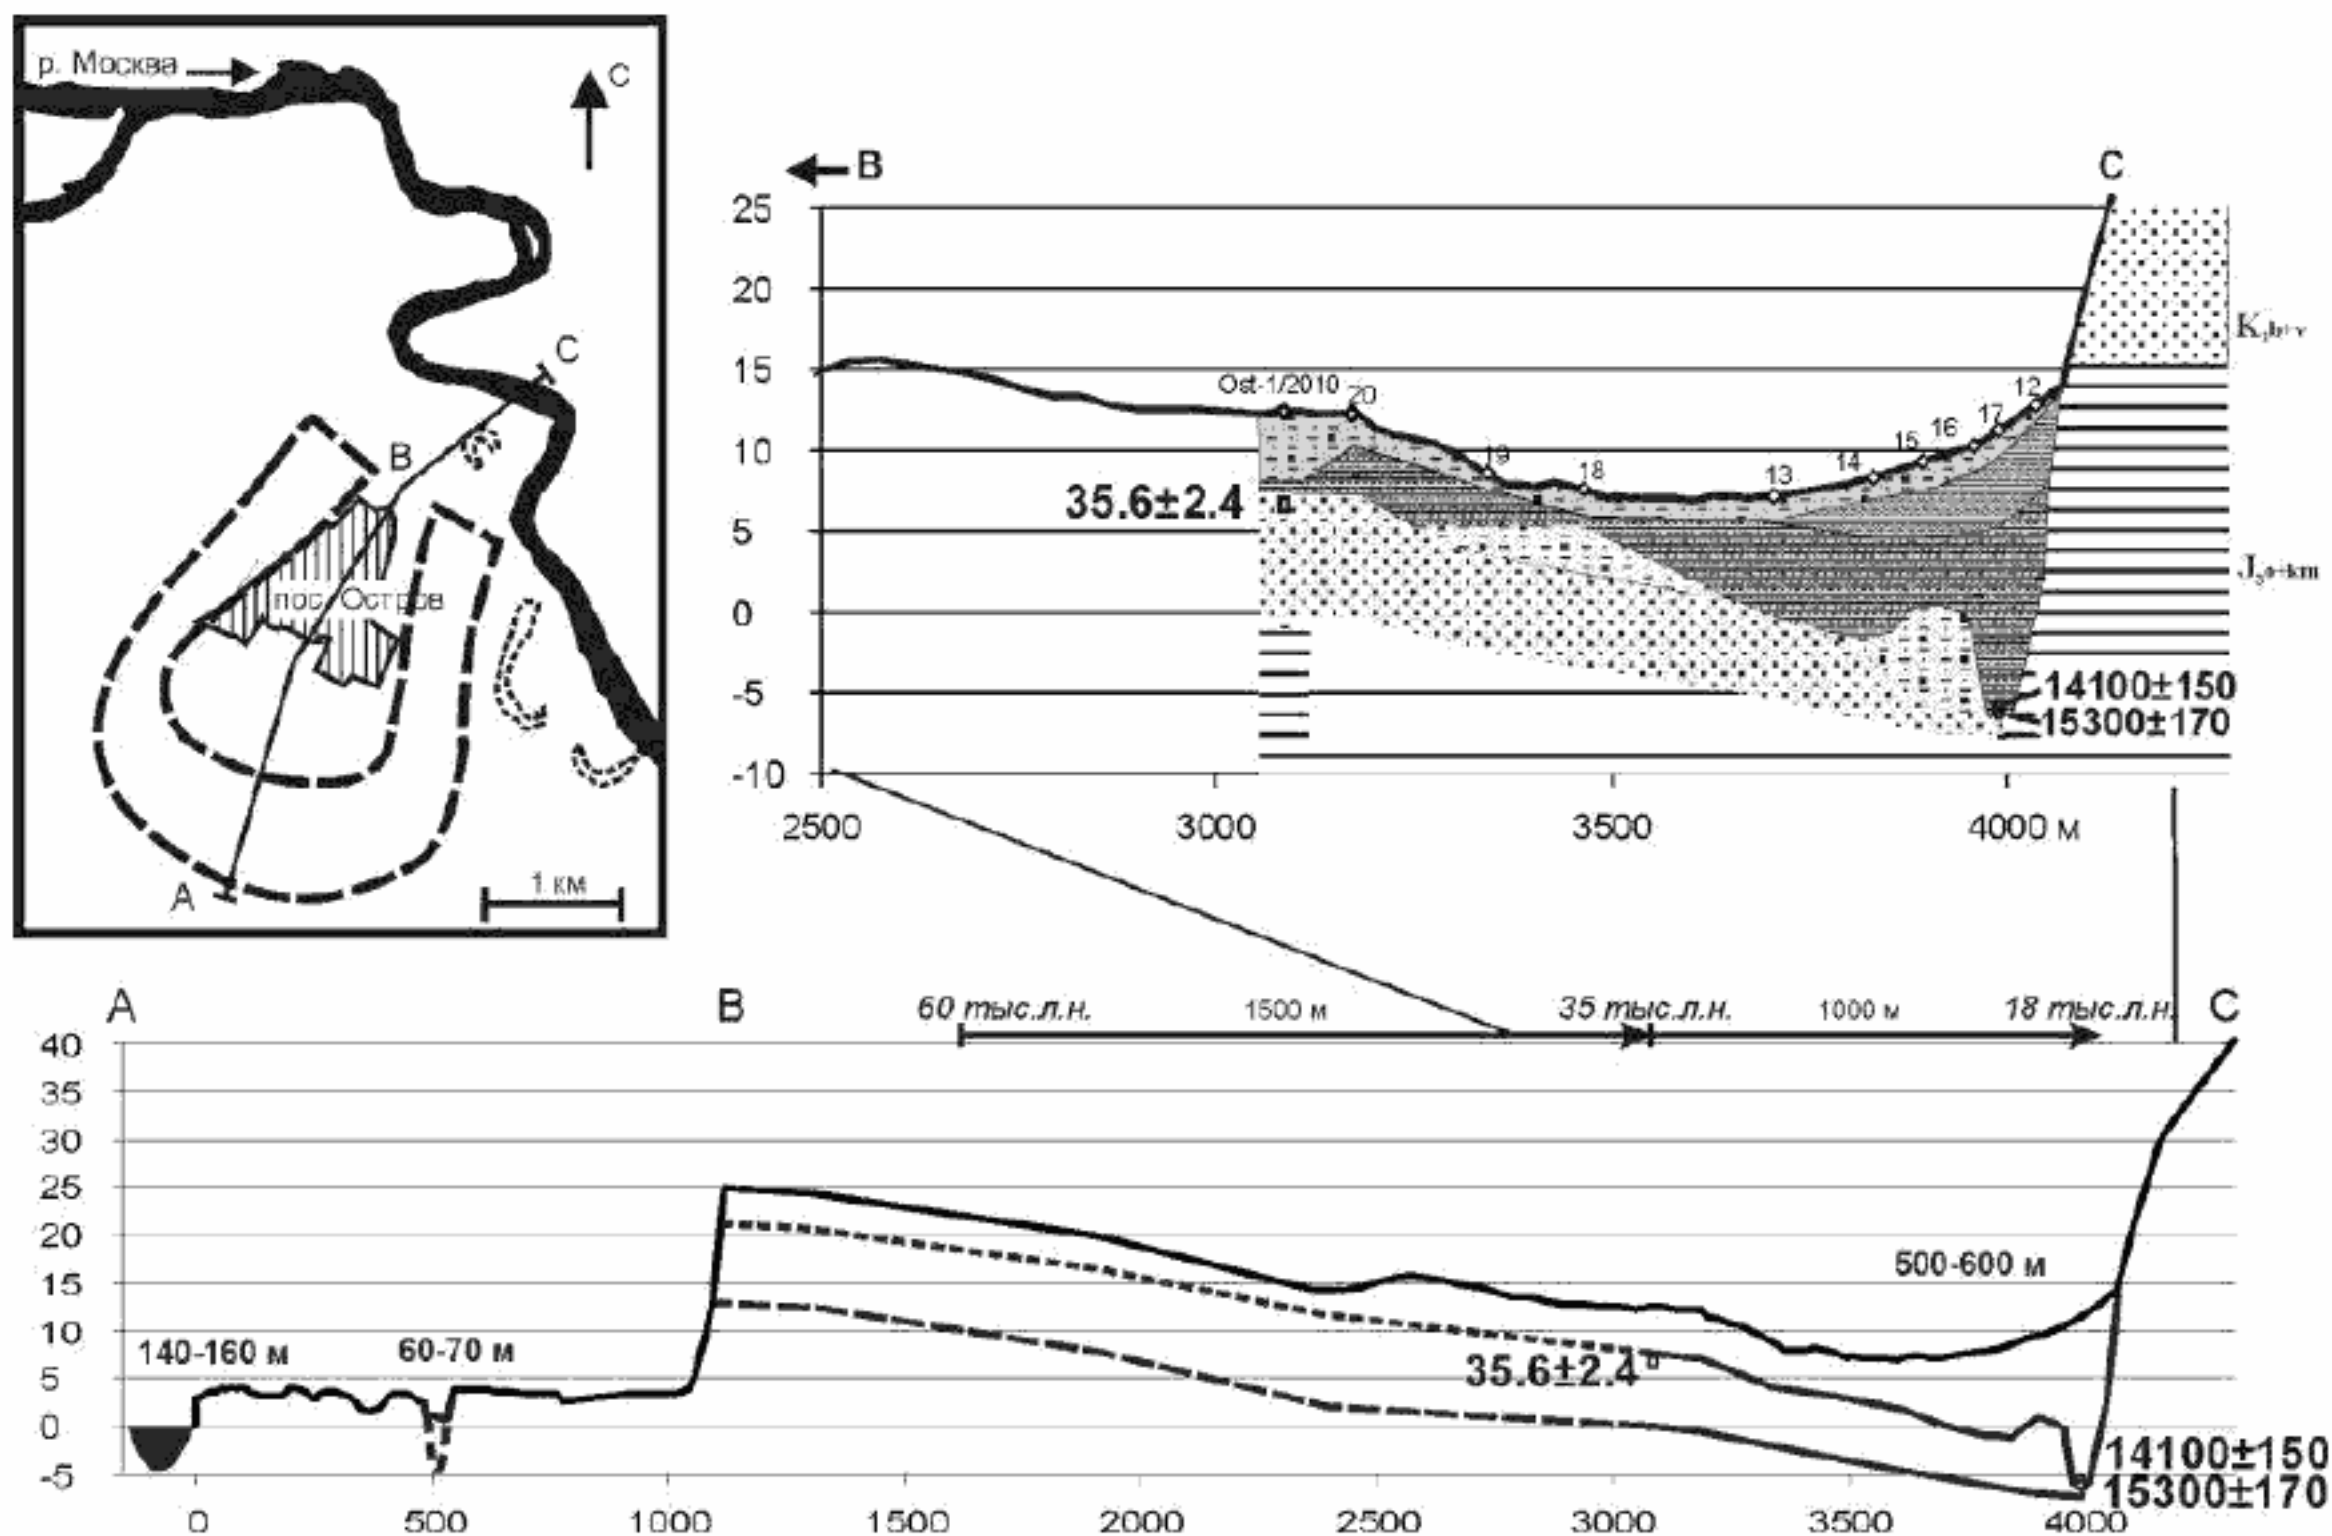 р. Москва
С
С
В
пос. Остров
А
1 км
В
С
25
20
15
10
5
0
-5
-10
Ost-1/2010
20
19
18
13
14
15
16
17
12
35.6±2.4
14100±150
15300±170
2500
3000
3500
4000 м
А
В
60 тыс.л.н.
1500 м
35 тыс.л.н.
1000 м
18 тыс.л.н.
С
40
35
30
25
20
15
10
5
0
-5
140-160 м
60-70 м
500-600 м
35.6±2.4
14100±150
15300±170
0
500
1000
1500
2000
2500
3000
3500
4000